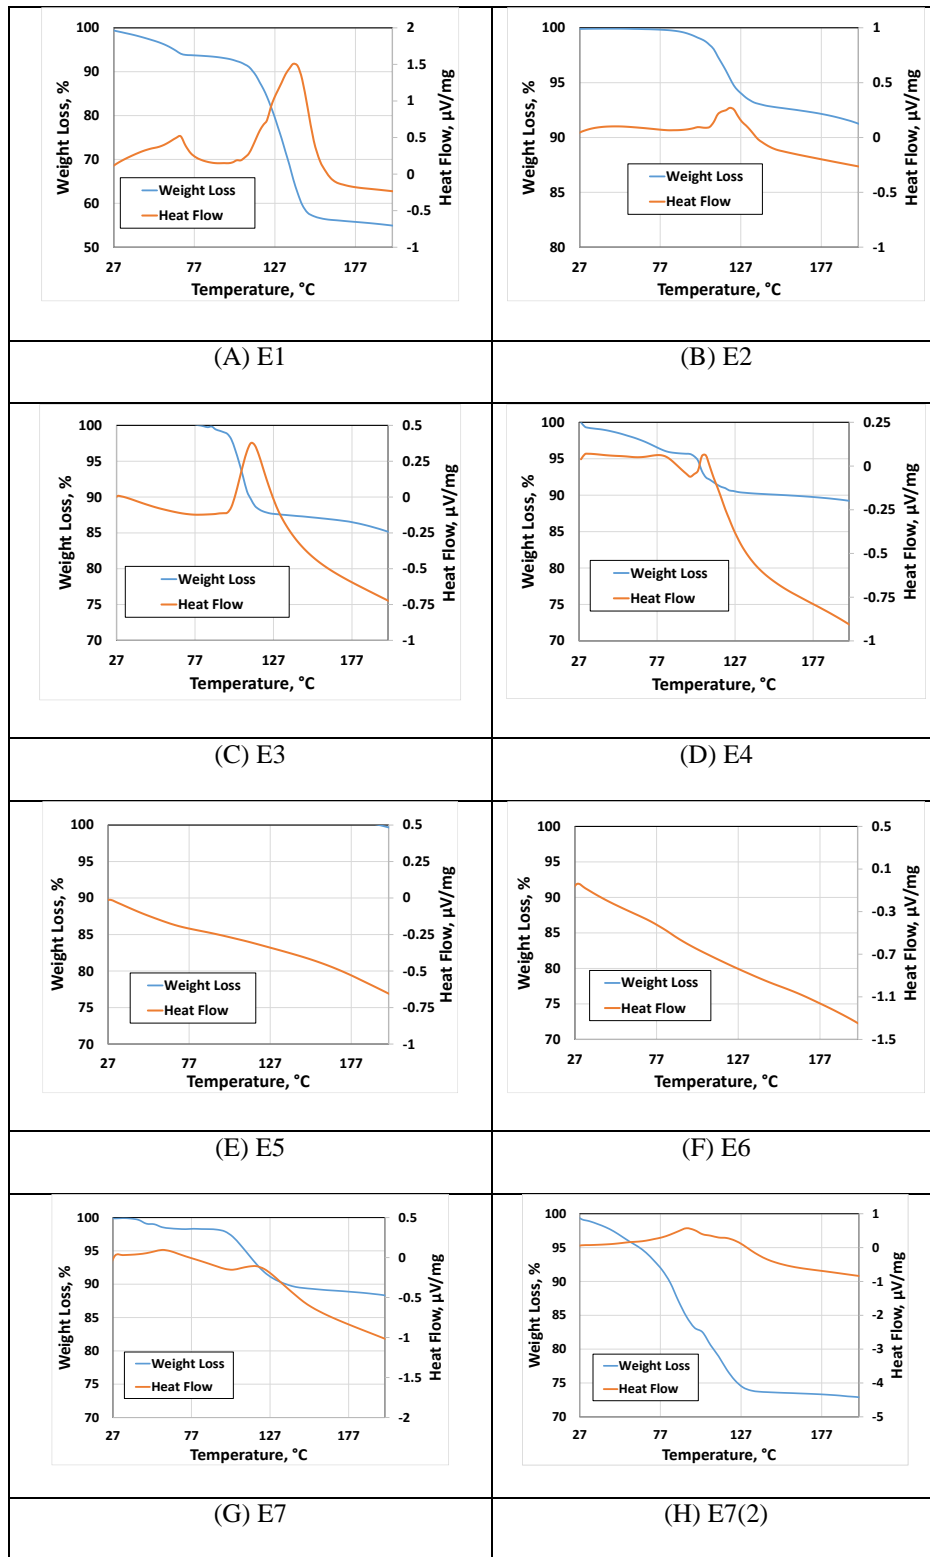 100
90
80
70
60
50
2
1.5
1
0.5
0
-0.5
-1
27 77 127 177
Weight Loss, %
Heat Flow, µV/mg
Temperature, °C
Weight Loss
Heat Flow
(A) E1
100
95
90
85
80
1
0.5
0
-0.5
-1
27 77 127 177
Weight Loss, %
Heat Flow, µV/mg
Temperature, °C
Weight Loss
Heat Flow
(B) E2
100
95
90
85
80
75
70
0.5
0.25
0
-0.25
-0.5
-0.75
-1
27 77 127 177
Weight Loss, %
Heat Flow, µV/mg
Temperature, °C
Weight Loss
Heat Flow
(C) E3
100
95
90
85
80
75
70
0.25
0
-0.25
-0.5
-0.75
-1
27 77 127 177
Weight Loss, %
Heat Flow, µV/mg
Temperature, °C
Weight Loss
Heat Flow
(D) E4
100
95
90
85
80
75
70
0.5
0.25
0
-0.25
-0.5
-0.75
-1
27 77 127 177
Weight Loss, %
Heat Flow, µV/mg
Temperature, °C
Weight Loss
Heat Flow
(E) E5
100
95
90
85
80
75
70
0.5
0.1
-0.3
-0.7
-1.1
-1.5
27 77 127 177
Weight Loss, %
Heat Flow, µV/mg
Temperature, °C
Weight Loss
Heat Flow
(F) E6
100
95
90
85
80
75
70
0.5
0
-0.5
-1
-1.5
-2
27 77 127 177
Weight Loss, %
Heat Flow, µV/mg
Temperature, °C
Weight Loss
Heat Flow
(G) E7
100
95
90
85
80
75
70
1
0
-1
-2
-3
-4
-5
27 77 127 177
Weight Loss, %
Heat Flow, µV/mg
Temperature, °C
Weight Loss
Heat Flow
(H) E7(2)